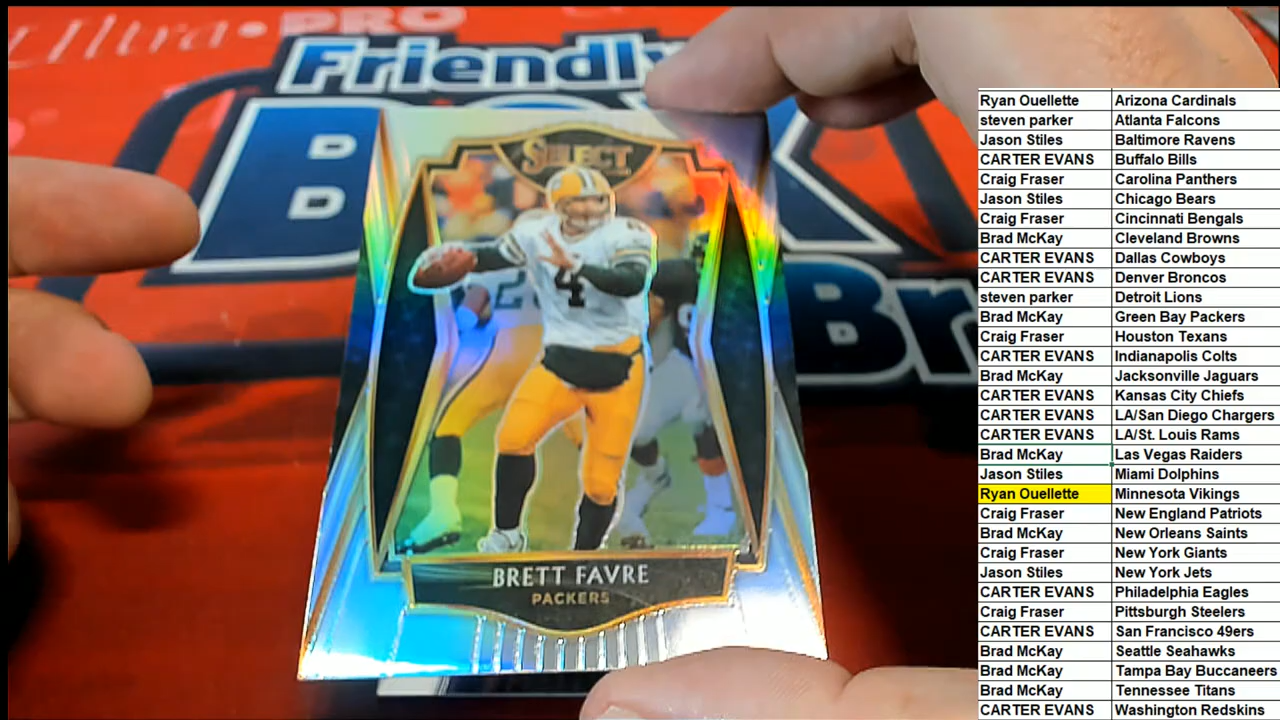 Ultra•PRO
Friendly
BOX
Br
SELECT
4
BRETT FAVRE
PACKERS
Ryan Ouellette Arizona Cardinals
steven parker Atlanta Falcons
Jason Stiles Baltimore Ravens
CARTER EVANS Buffalo Bills
Craig Fraser Carolina Panthers
Jason Stiles Chicago Bears
Craig Fraser Cincinnati Bengals
Brad McKay Cleveland Browns
CARTER EVANS Dallas Cowboys
CARTER EVANS Denver Broncos
steven parker Detroit Lions
Brad McKay Green Bay Packers
Craig Fraser Houston Texans
CARTER EVANS Indianapolis Colts
Brad McKay Jacksonville Jaguars
CARTER EVANS Kansas City Chiefs
CARTER EVANS LA/San Diego Chargers
CARTER EVANS LA/St. Louis Rams
Brad McKay Las Vegas Raiders
Jason Stiles Miami Dolphins
Ryan Ouellette Minnesota Vikings
Craig Fraser New England Patriots
Brad McKay New Orleans Saints
Craig Fraser New York Giants
Jason Stiles New York Jets
CARTER EVANS Philadelphia Eagles
Craig Fraser Pittsburgh Steelers
CARTER EVANS San Francisco 49ers
Brad McKay Seattle Seahawks
Brad McKay Tampa Bay Buccaneers
Brad McKay Tennessee Titans
CARTER EVANS Washington Redskins